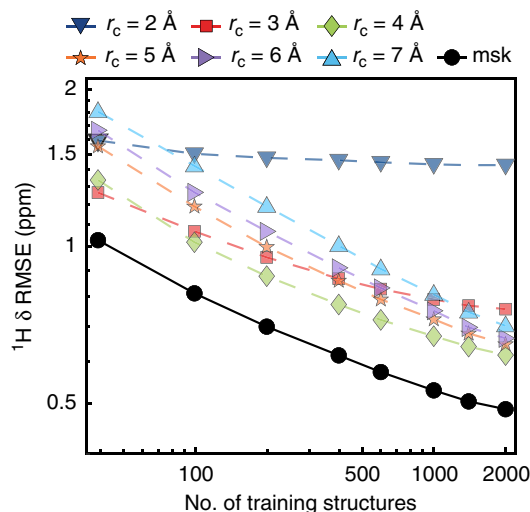 r_c = 2 Å r_c = 3 Å r_c = 4 Å
r_c = 5 Å r_c = 6 Å r_c = 7 Å msk
2
1.5
1
0.5
¹H δ RMSE (ppm)
100 500 1000 2000
No. of training structures